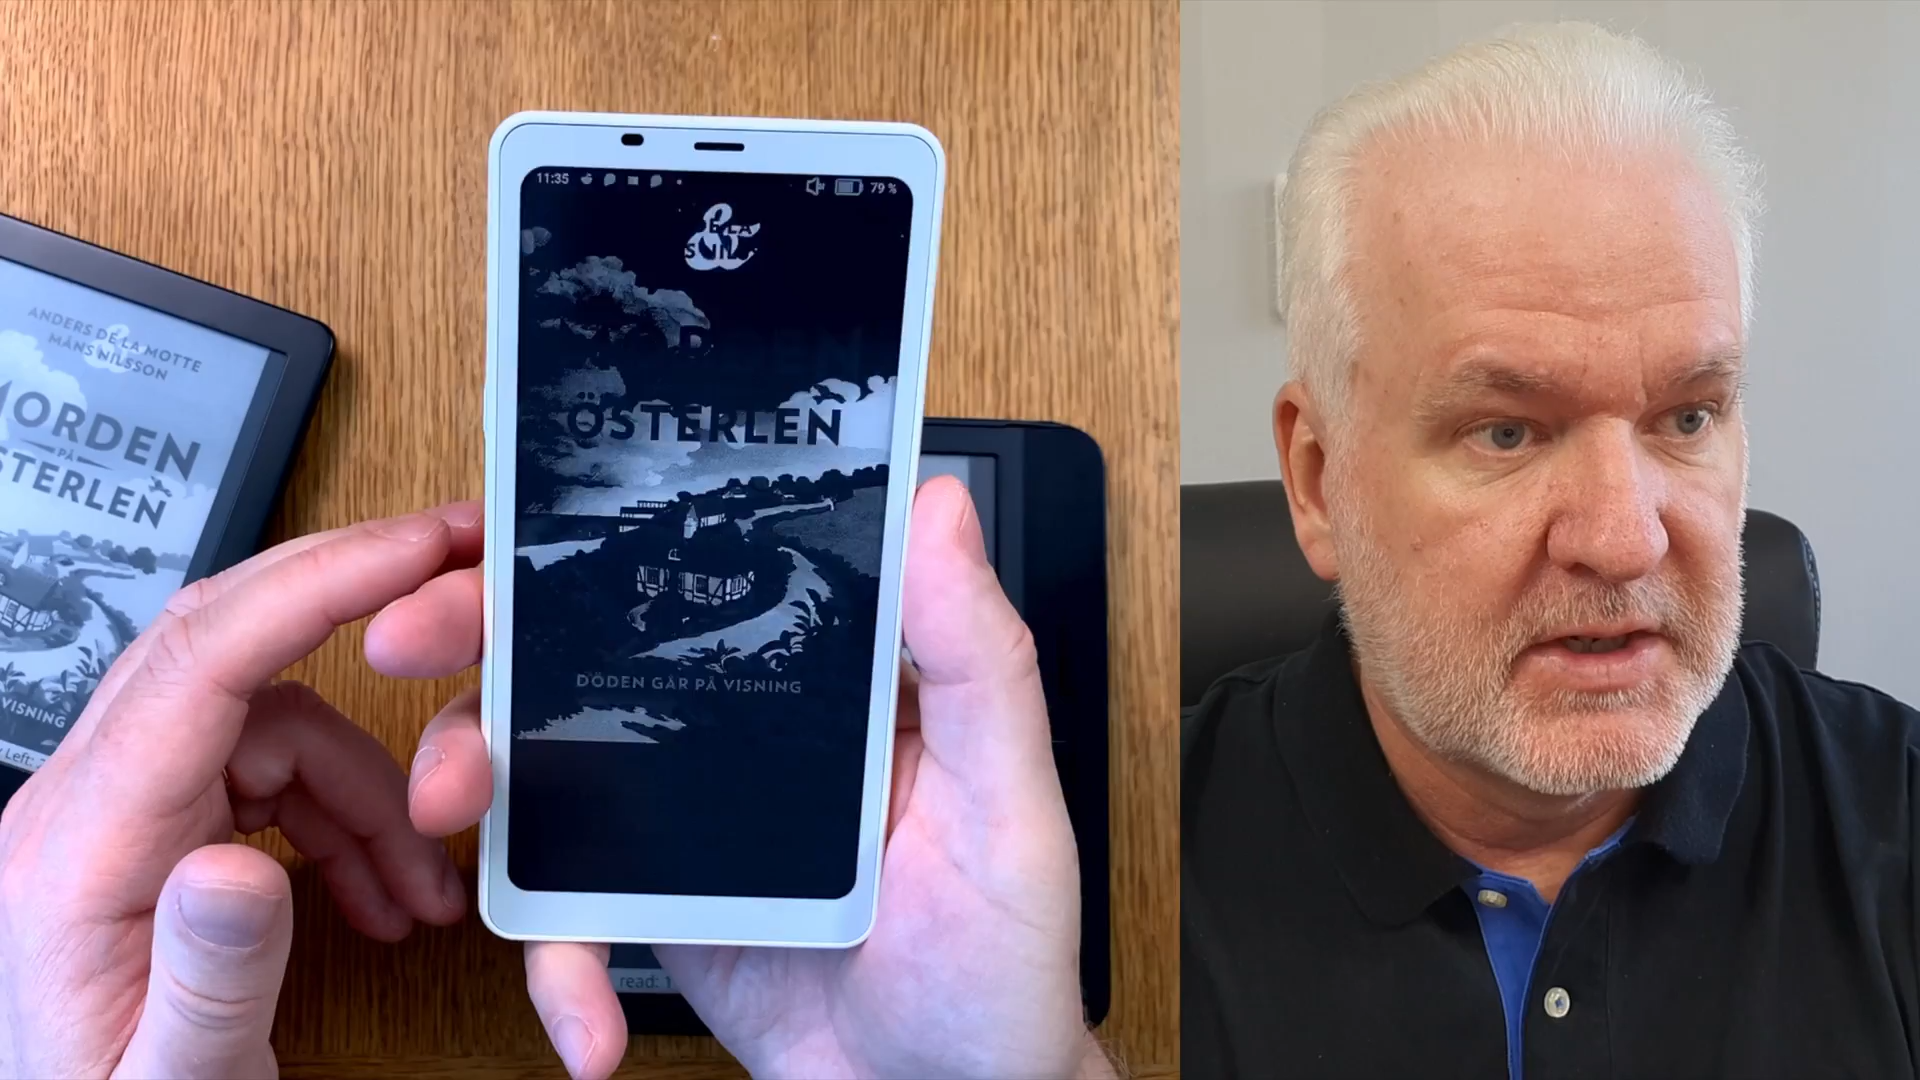 ANDERS DE LA MOTTE
MÅNS NILSSON
MORDEN
PÅ
STERLEN
VISNING
Left:
11:35
79 %
ÖSTERLEN
DÖDEN GÅR PÅ VISNING
read: 1